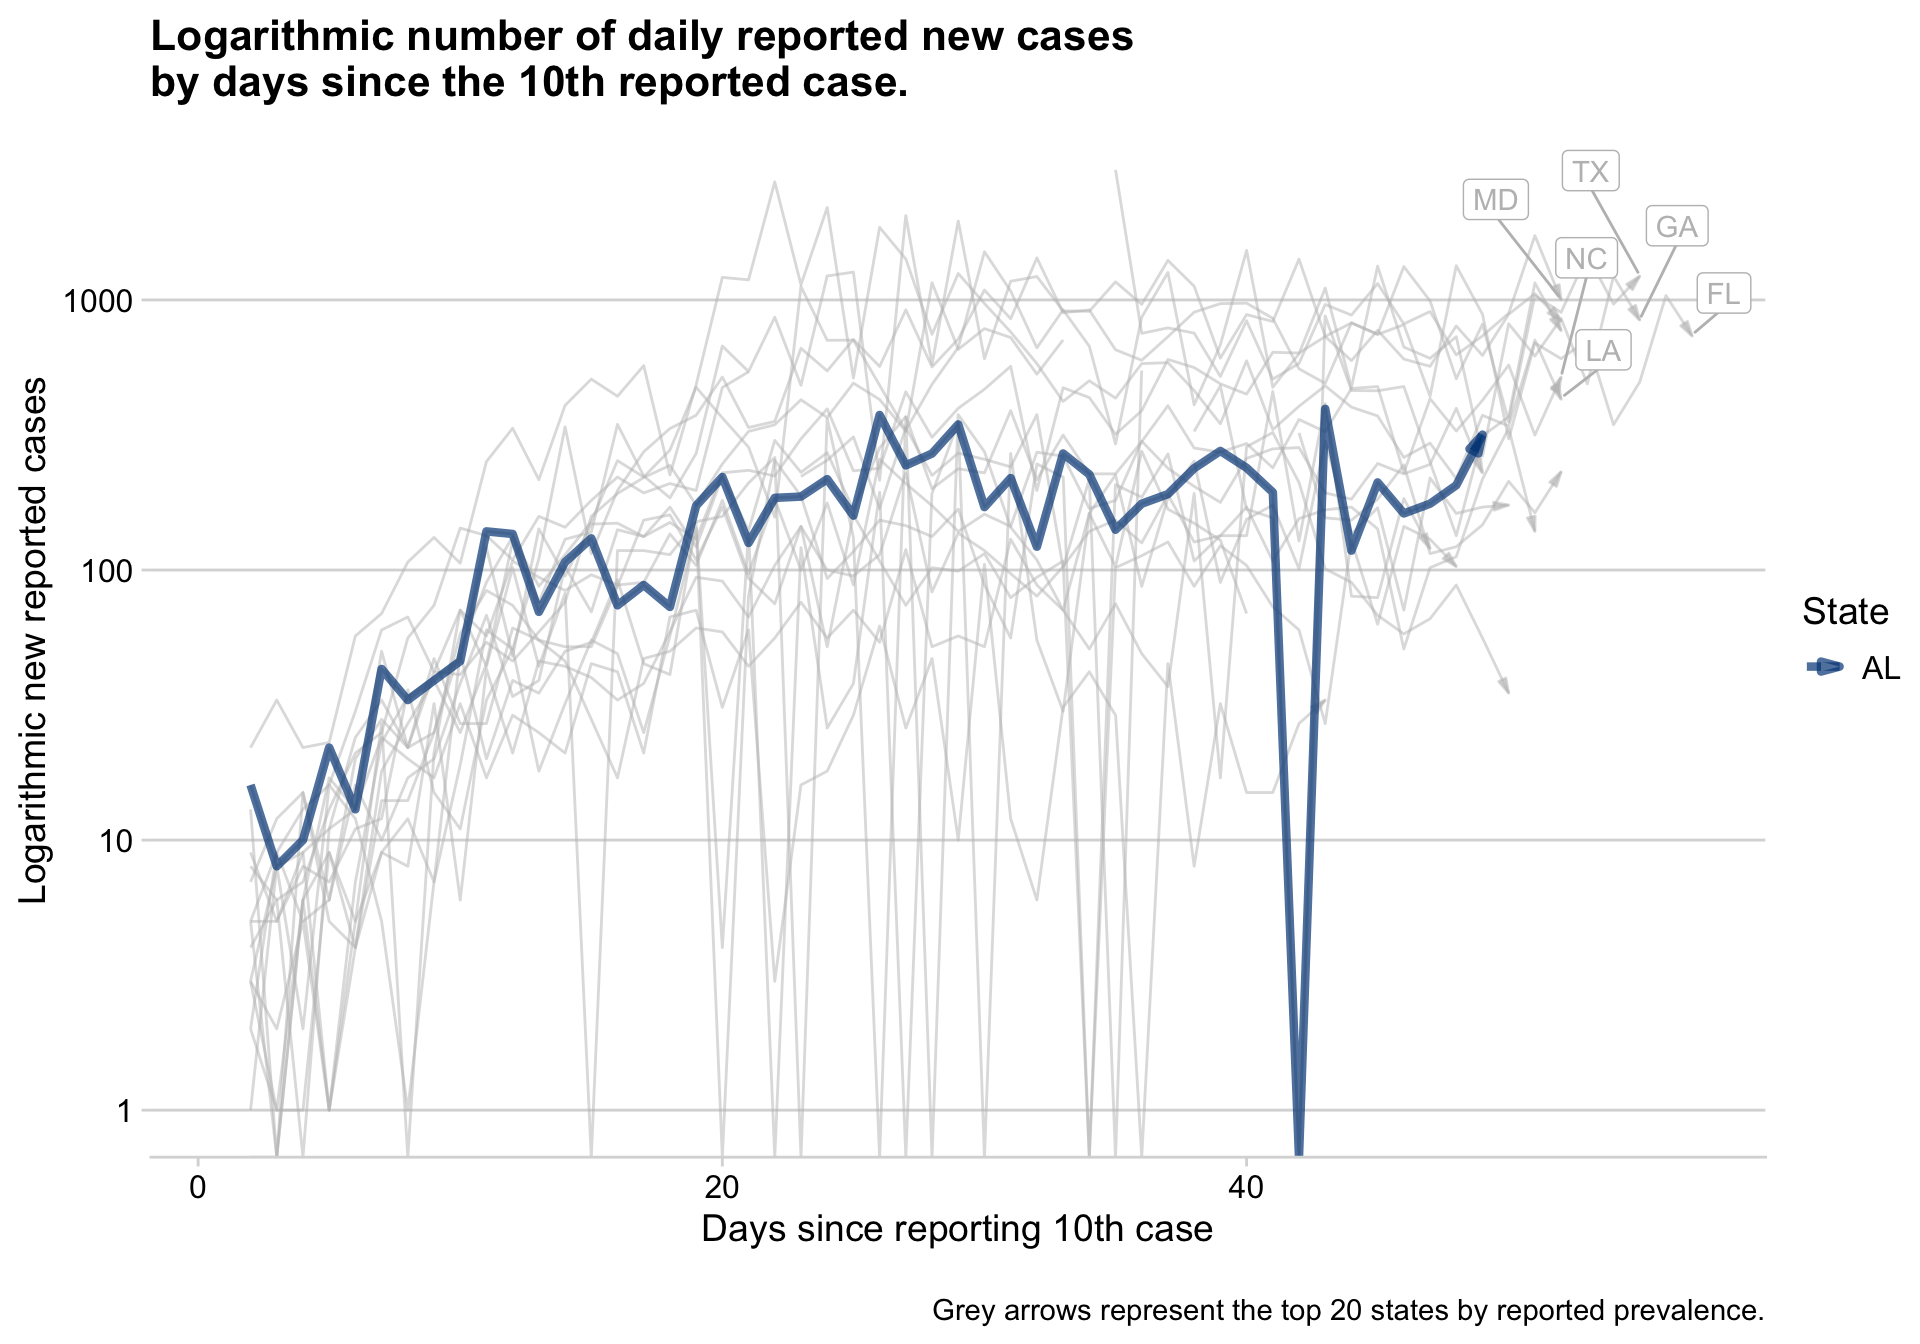 Logarithmic number of daily reported new cases
by days since the 10th reported case.
TX
MD
GA
NC
FL
LA
1000
100
10
1
Logarithmic new reported cases
0
20
40
Days since reporting 10th case
State
AL
Grey arrows represent the top 20 states by reported prevalence.